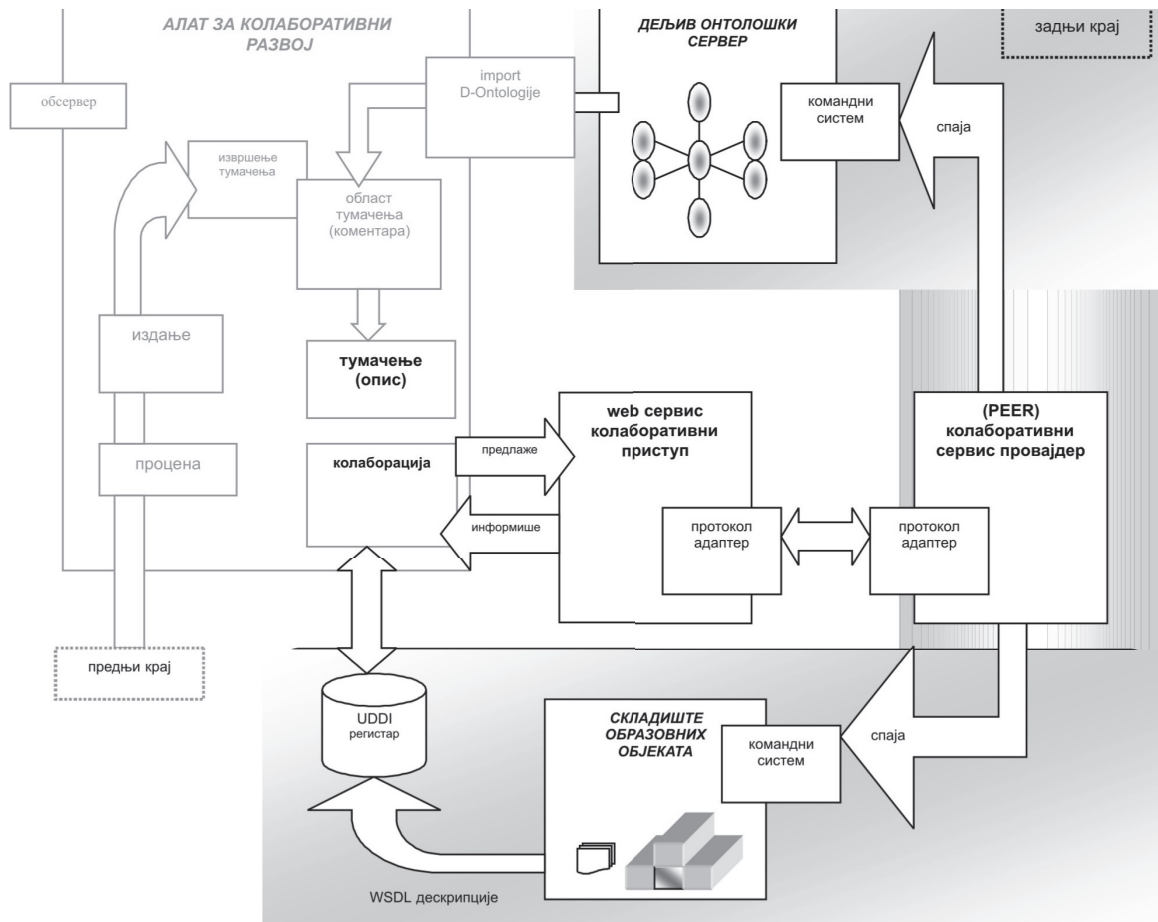 АЛАТ ЗА КОЛАБОРАТИВНИ
РАЗВОЈ
ДЕЉИВ ОНТОЛОШКИ
СЕРВЕР
задњи крај
обсервер
import
D-Онтологије
командни
систем
спаја
извршење
тумачења
област
тумачења
(коментара)
издање
тумачење
(опис)
процена
колаборација
предлаже
информише
web сервис
колаборативни
приступ
протокол
адаптер
(PEER)
колаборативни
сервис провајдер
протокол
адаптер
предњи крај
UDDI
регистар
СКЛАДИШТЕ
ОБРАЗОВНИХ
ОБЈЕКАТА
командни
систем
спаја
WSDL дескрипције